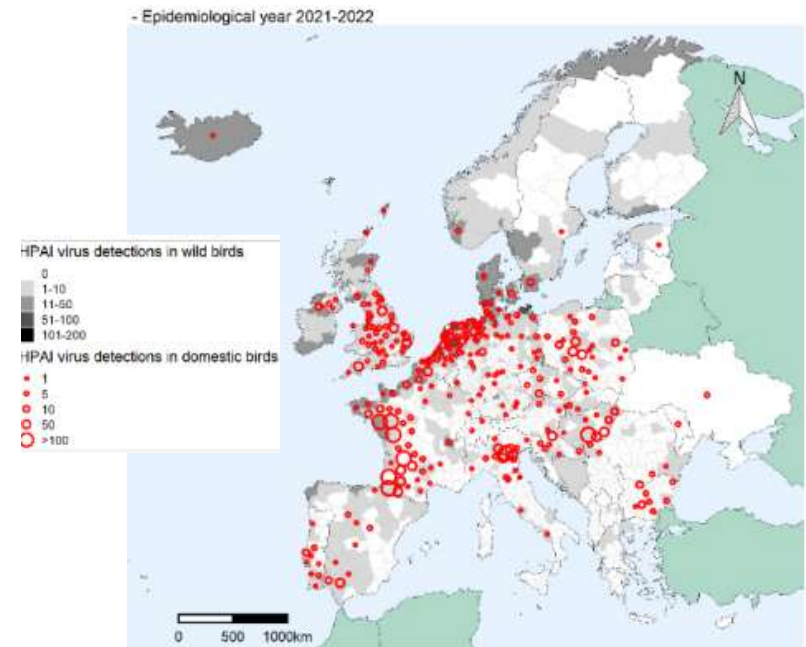 - Epidemiological year 2021-2022
N
HPAI virus detections in wild birds
0
1-10
11-50
51-100
101-200
HPAI virus detections in domestic birds
1
5
10
50
>100
0 500 1000km